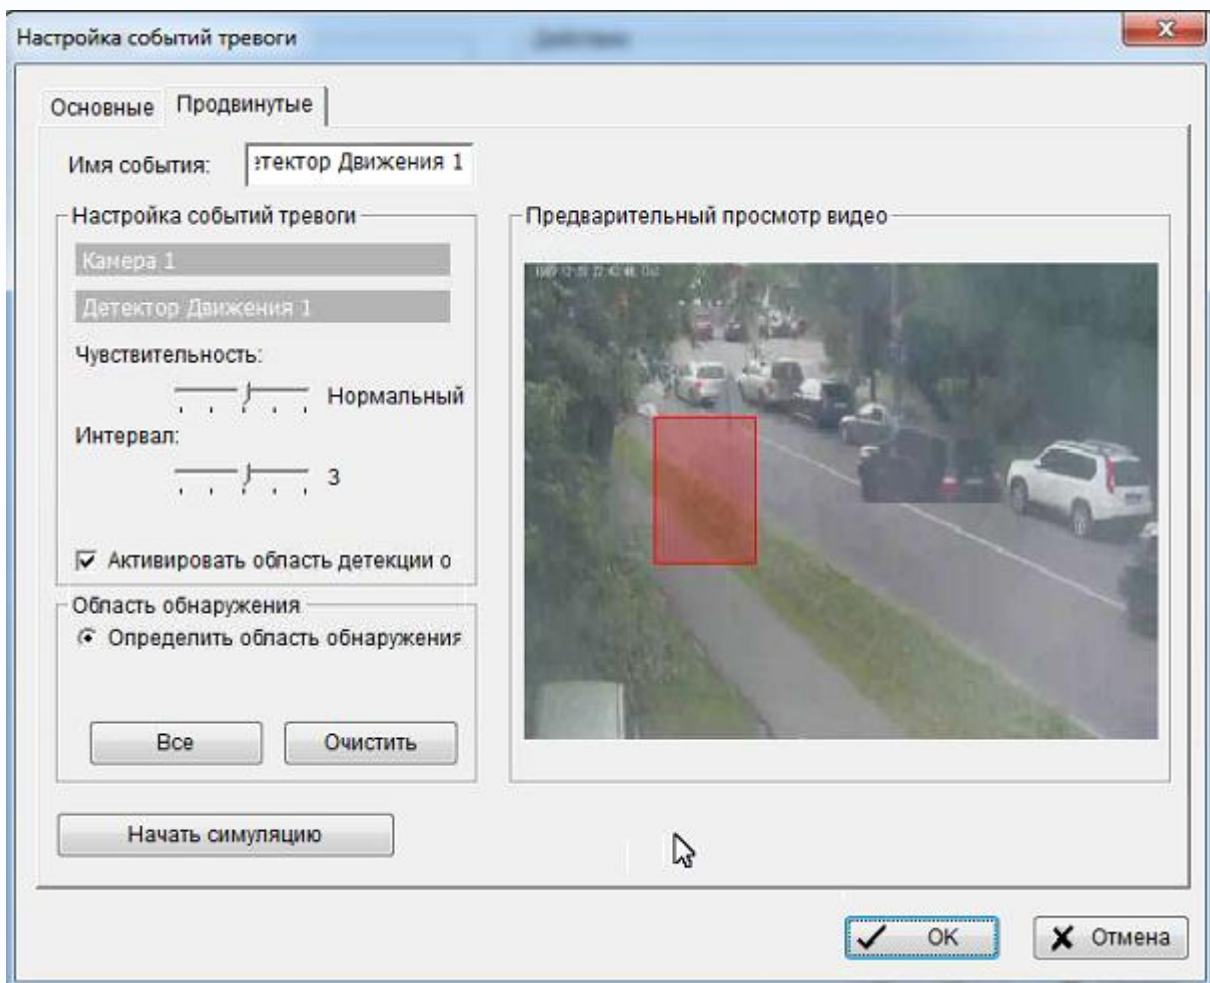 Настройка событий тревоги
Основные
Продвинутые
Имя события:
этектор Движения 1
Настройка событий тревоги
Предварительный просмотр видео
Камера 1
Детектор Движения 1
Чувствительность:
Нормальный
Интервал:
3
Активировать область детекции о
Область обнаружения
Определить область обнаружения
Все
Очистить
Начать симуляцию
OK
Отмена